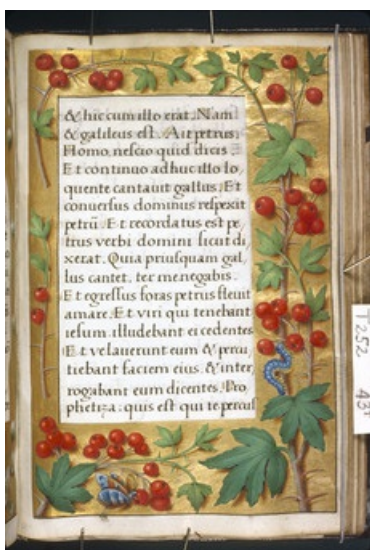 & hic cum illo erat. Nam
& galileus est. Ait petrus,
Homo, nescio quid dicis.
Et continuo adhuc illo lo,
quente cantauit gallus. Et
conuersus dominus respexit
petrū. Et recordatus est pe,
trus verbi domini sicut di
xerat. Quia priusquam gal,
lus cantet, ter me negabis.
Et egressus foras petrus fleuit
amare. Et viri qui tenebant
iesum. illudebant ei cedentes
Et velauerunt eum & percu,
tiebant faciem eius. & inter,
rogabant eum dicentes. Pro
phetiza. quis est qui te percus
T252 A31